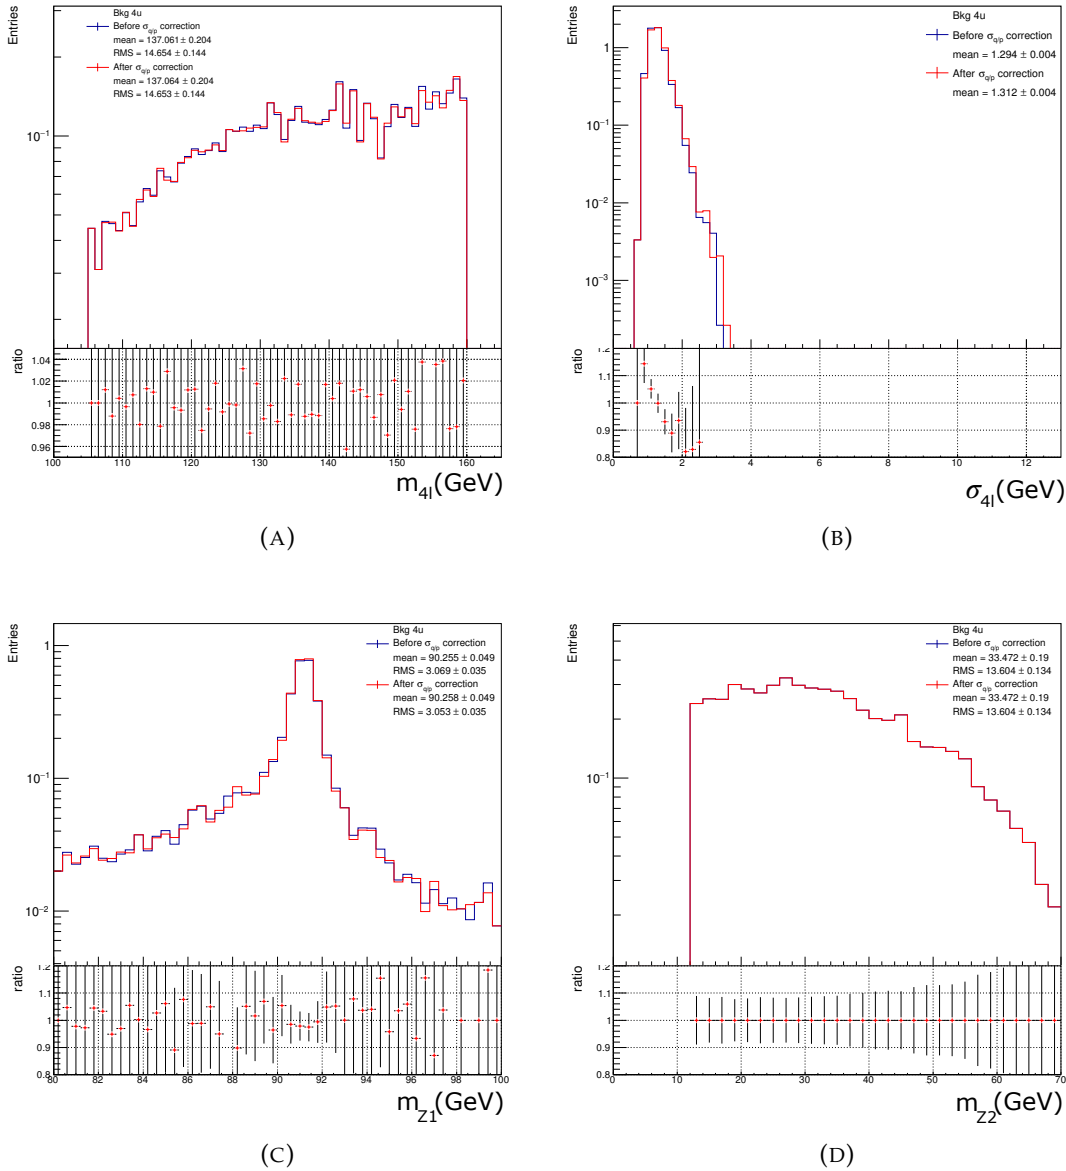 Entries
Bkg 4u
Before σq/p correction
mean = 137.061 ± 0.204
RMS = 14.654 ± 0.144
After σq/p correction
mean = 137.064 ± 0.204
RMS = 14.653 ± 0.144
10⁻¹
ratio
1.04
1.02
1
0.98
0.96
100 110 120 130 140 150 160
m4l(GeV)
(A)
Entries
Bkg 4u
Before σq/p correction
mean = 1.294 ± 0.004
After σq/p correction
mean = 1.312 ± 0.004
1
10⁻¹
10⁻²
10⁻³
ratio
1.2
1.1
1
0.9
0.8
0 2 4 6 8 10 12
σ4l(GeV)
(B)
Entries
Bkg 4u
Before σq/p correction
mean = 90.255 ± 0.049
RMS = 3.069 ± 0.035
After σq/p correction
mean = 90.258 ± 0.049
RMS = 3.053 ± 0.035
1
10⁻¹
10⁻²
ratio
1.2
1.1
1
0.9
0.8
80 82 84 86 88 90 92 94 96 98 100
mZ1(GeV)
(C)
Entries
Bkg 4u
Before σq/p correction
mean = 33.472 ± 0.19
RMS = 13.604 ± 0.134
After σq/p correction
mean = 33.472 ± 0.19
RMS = 13.604 ± 0.134
10⁻¹
ratio
1.2
1.1
1
0.9
0.8
0 10 20 30 40 50 60 70
mZ2(GeV)
(D)